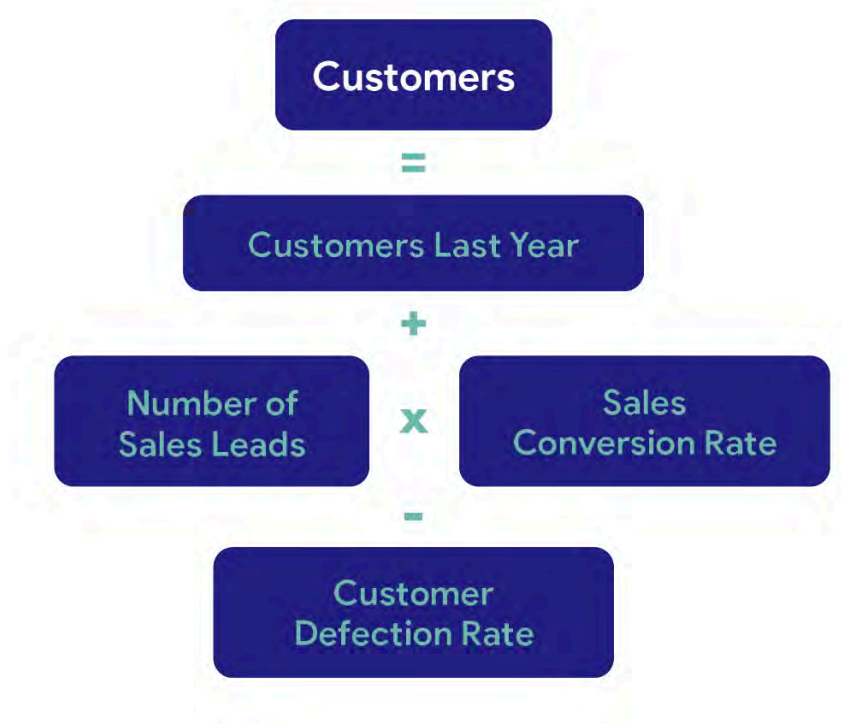 Customers
=
Customers Last Year
+
Number of
Sales Leads
x
Sales
Conversion Rate
-
Customer
Defection Rate